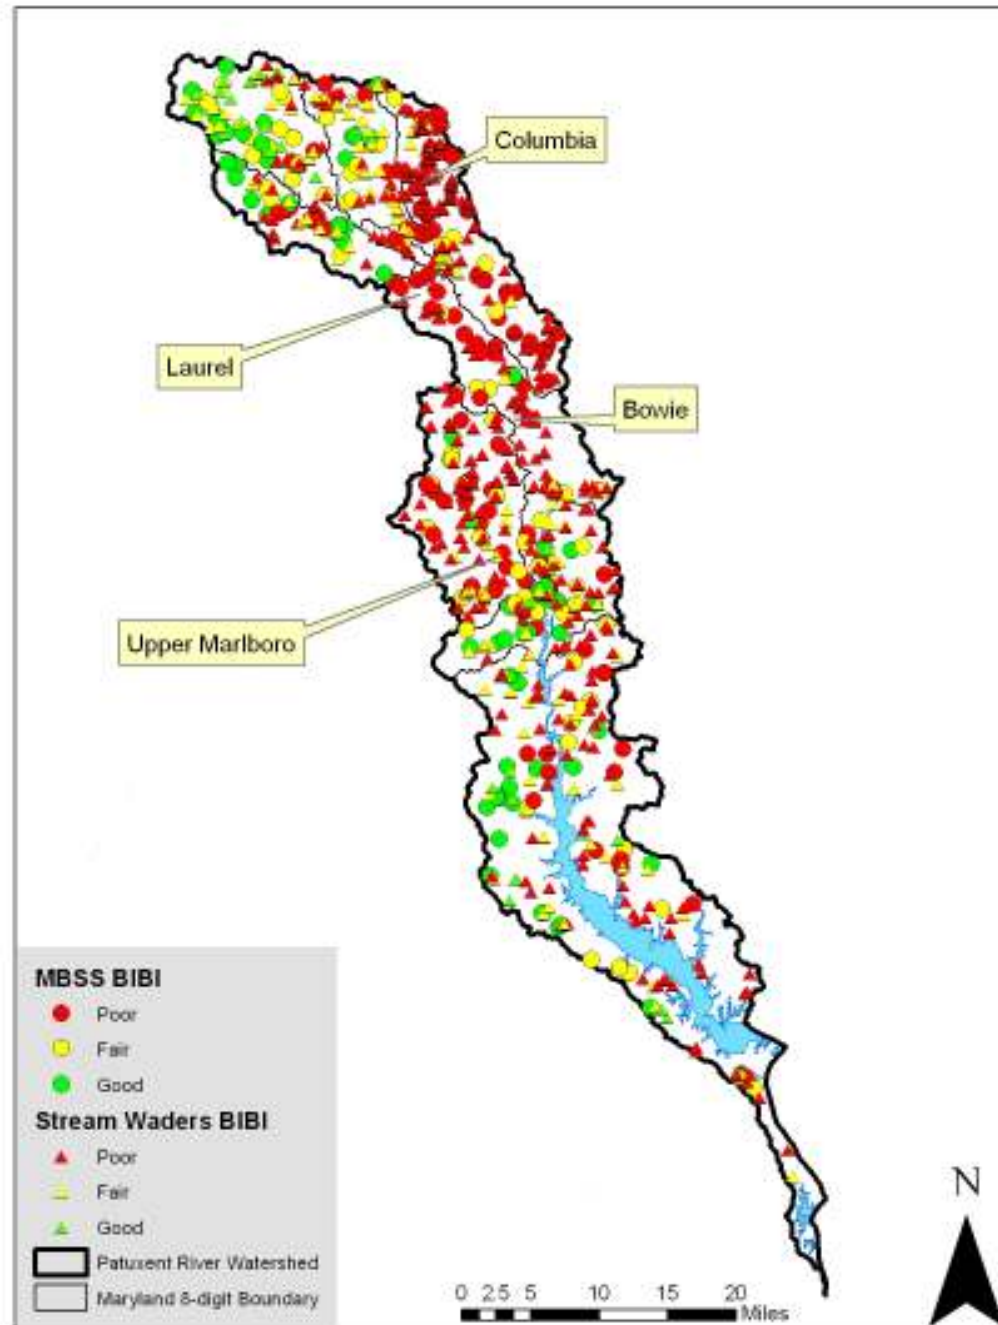 Columbia
Laurel
Bowie
Upper Marlboro
MBSS BIBI
Poor
Fair
Good
Stream Waders BIBI
Poor
Fair
Good
Patuxent River Watershed
Maryland 8-digit Boundary
N
0 2.5 5 10 15 20
Miles